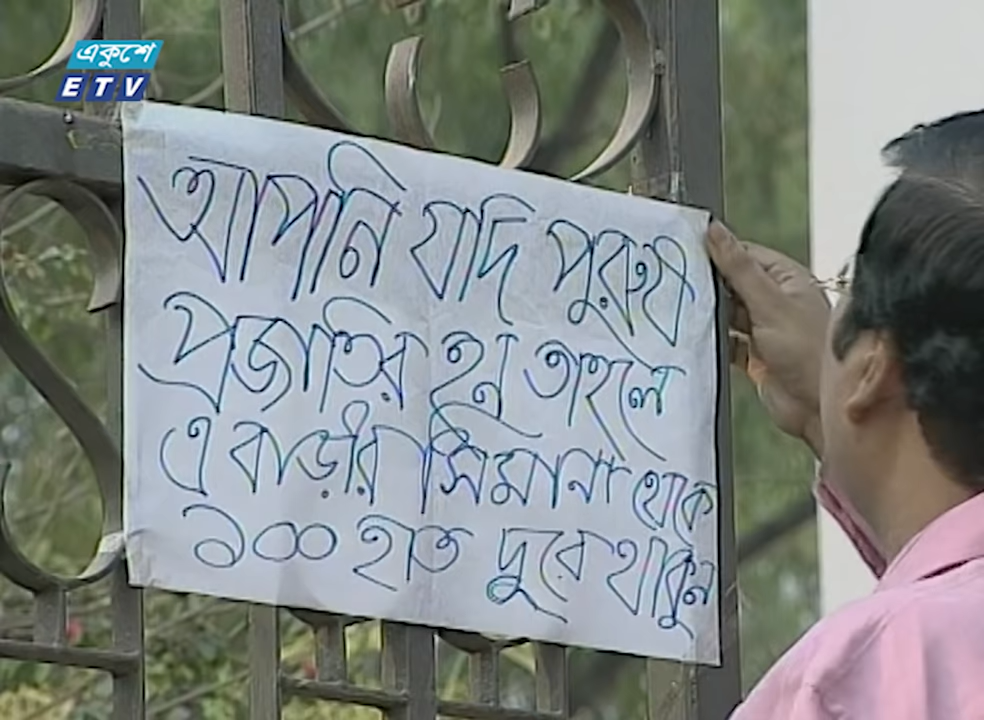 একুশে
ETV
আপনি যদি পুরুষ
প্রজাতির হন তাহলে
এ বাড়ীর সিমানা থেকে
১০০ হাত দুরে থাকুন